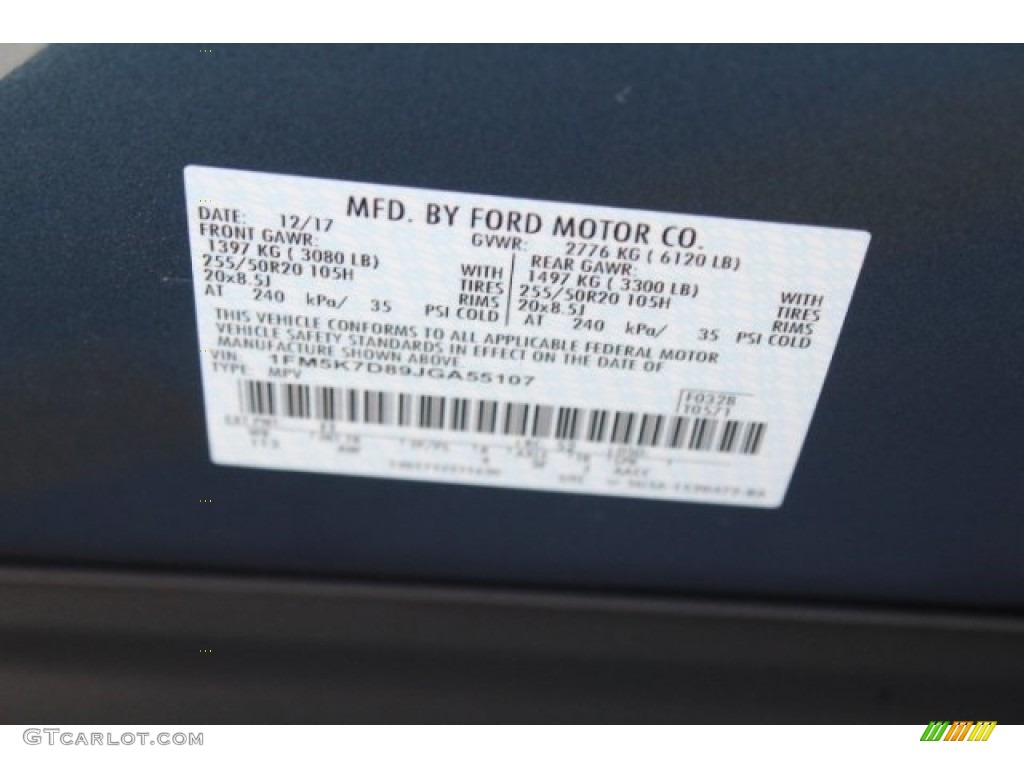 MFD. BY FORD MOTOR CO.
DATE: 12/17
GVWR: 2776 KG ( 6120 LB)
FRONT GAWR:
1397 KG ( 3080 LB)
255/50R20 105H
20x8.5J
AT 240 kPa/ 35
WITH
TIRES
RIMS
PSI COLD
REAR GAWR:
1497 KG ( 3300 LB)
255/50R20 105H
20x8.5J
AT 240 kPa/ 35
WITH
TIRES
RIMS
PSI COLD
THIS VEHICLE CONFORMS TO ALL APPLICABLE FEDERAL MOTOR
VEHICLE SAFETY STANDARDS IN EFFECT ON THE DATE OF
MANUFACTURE SHOWN ABOVE
VIN: 1FM5K7D89JGA55107
TYPE: MPV
F0328
T0571
GTCARLOT.COM